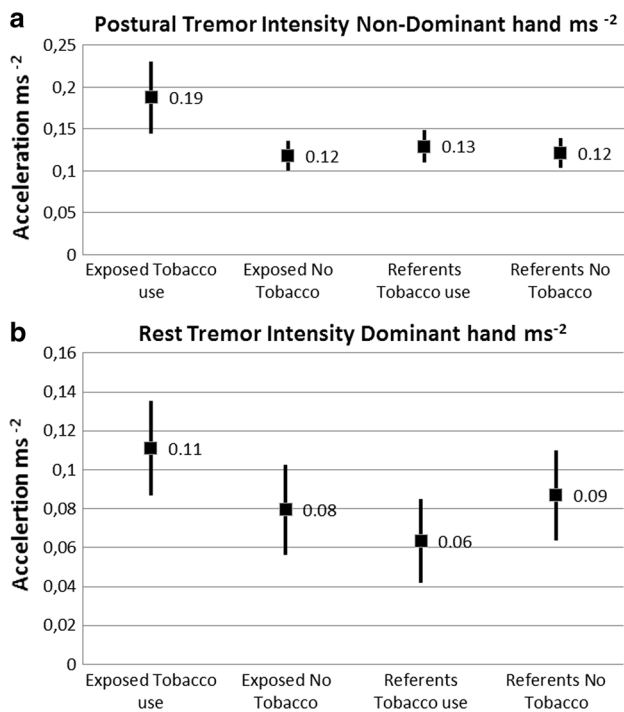 a
Postural Tremor Intensity Non-Dominant hand ms -2
Acceleration ms -2
0,25
0,2
0,15
0,1
0,05
0
0.19
0.12
0.13
0.12
Exposed Tobacco
use
Exposed No
Tobacco
Referents
Tobacco use
Referents No
Tobacco
b
Rest Tremor Intensity Dominant hand ms-2
Accelertion ms -2
0,16
0,14
0,12
0,1
0,08
0,06
0,04
0,02
0
0.11
0.08
0.06
0.09
Exposed Tobacco
use
Exposed No
Tobacco
Referents
Tobacco use
Referents No
Tobacco